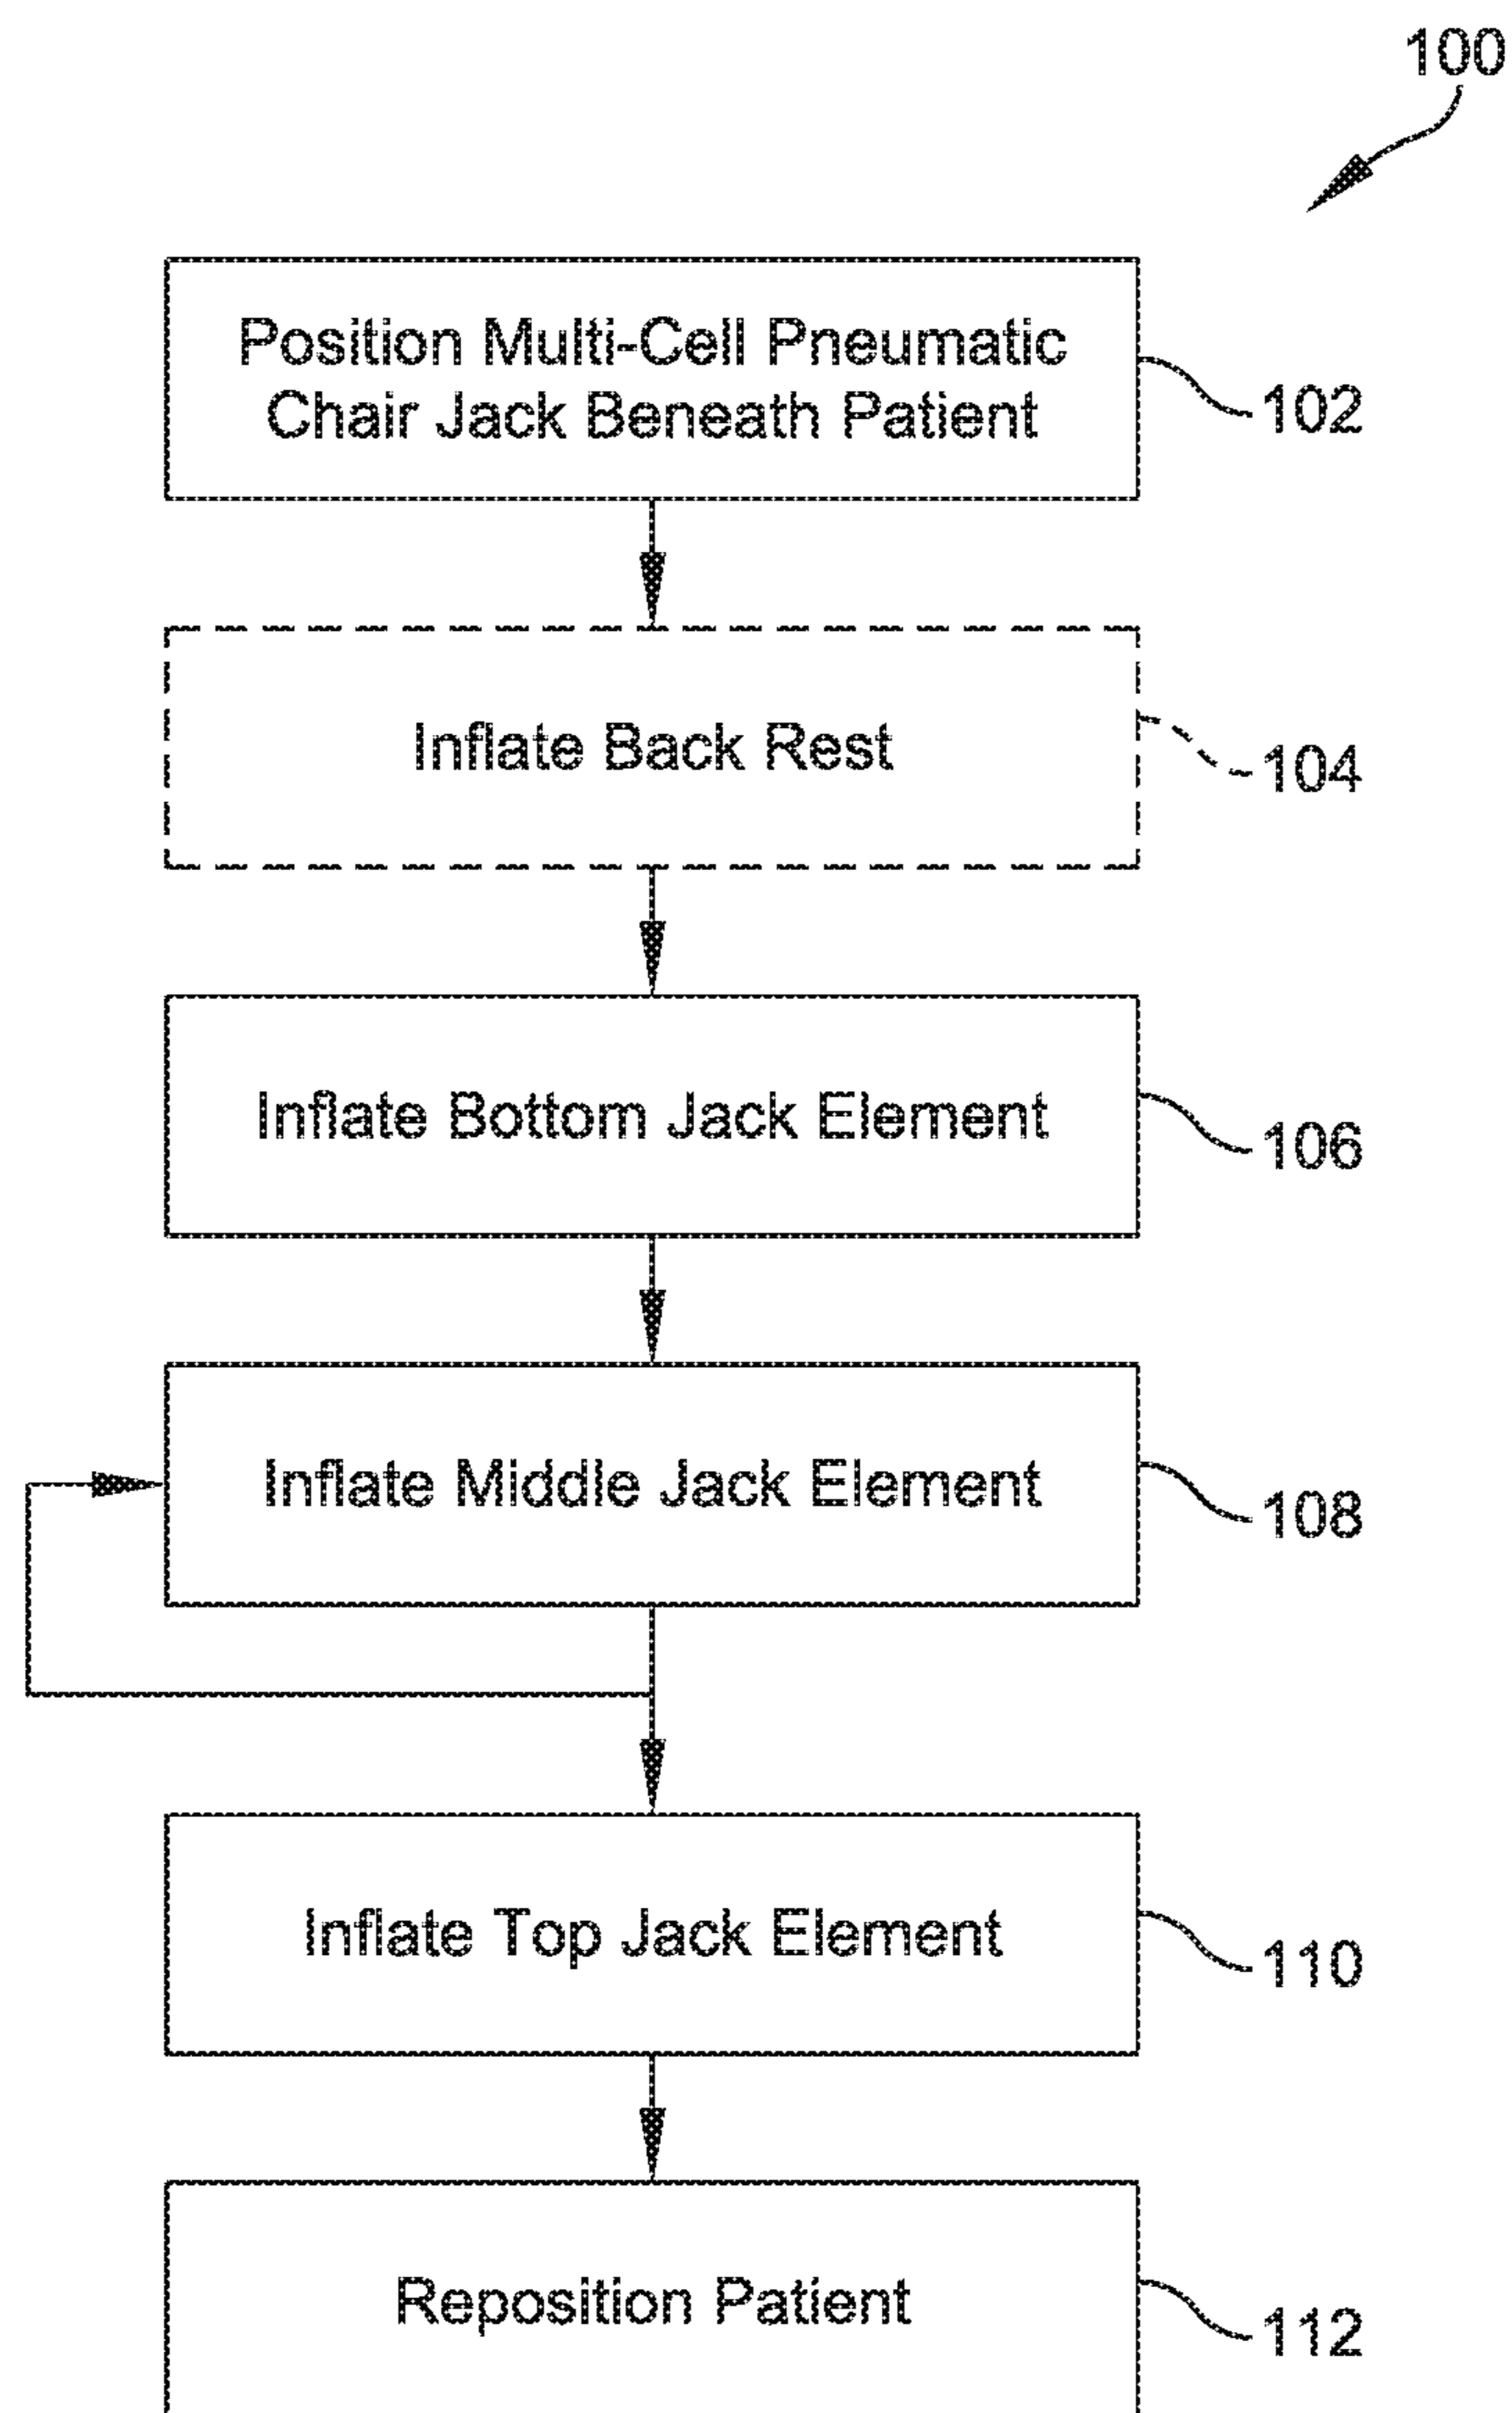 100
Position Multi-Cell Pneumatic
Chair Jack Beneath Patient
102
Inflate Back Rest
104
Inflate Bottom Jack Element
106
Inflate Middle Jack Element
108
Inflate Top Jack Element
110
Reposition Patient
112